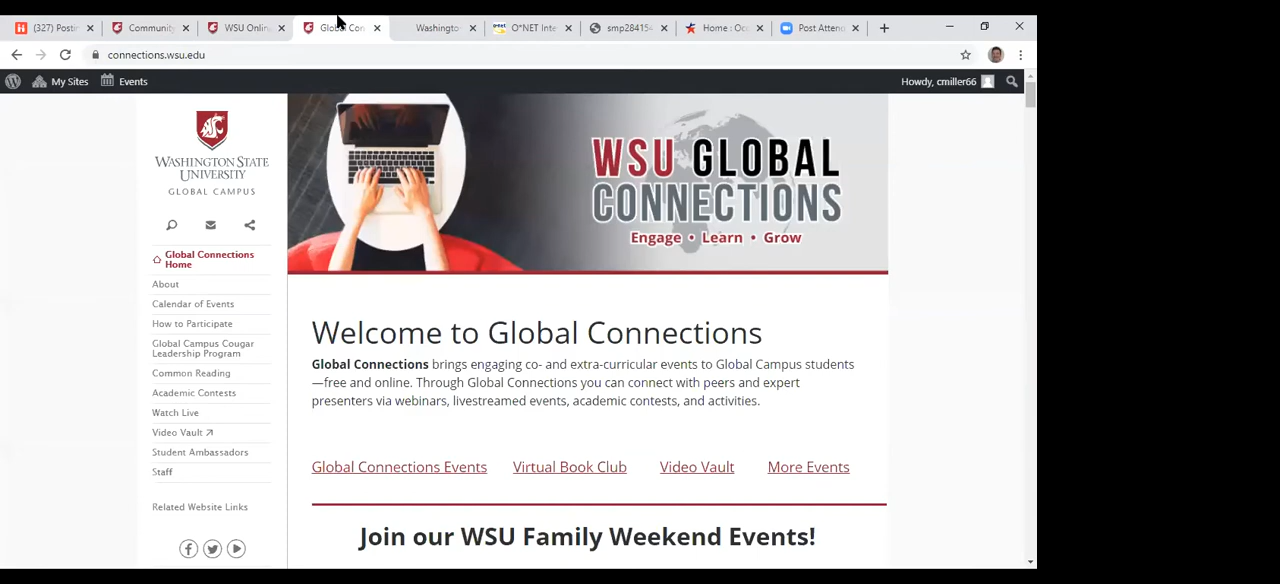 (327) Postin
Community
WSU Onlin
Global Con
Washingto
O*NET Inte
smp28415
Home : Occ
Post Attend
connections.wsu.edu
My Sites
Events
Howdy, cmiller66
WASHINGTON STATE
UNIVERSITY
GLOBAL CAMPUS
Global Connections
Home
About
Calendar of Events
How to Participate
Global Campus Cougar
Leadership Program
Common Reading
Academic Contests
Watch Live
Video Vault
Student Ambassadors
Staff
Related Website Links
WSU GLOBAL
CONNECTIONS
Engage • Learn • Grow
Welcome to Global Connections
Global Connections brings engaging co- and extra-curricular events to Global Campus students
—free and online. Through Global Connections you can connect with peers and expert
presenters via webinars, livestreamed events, academic contests, and activities.
Global Connections Events
Virtual Book Club
Video Vault
More Events
Join our WSU Family Weekend Events!